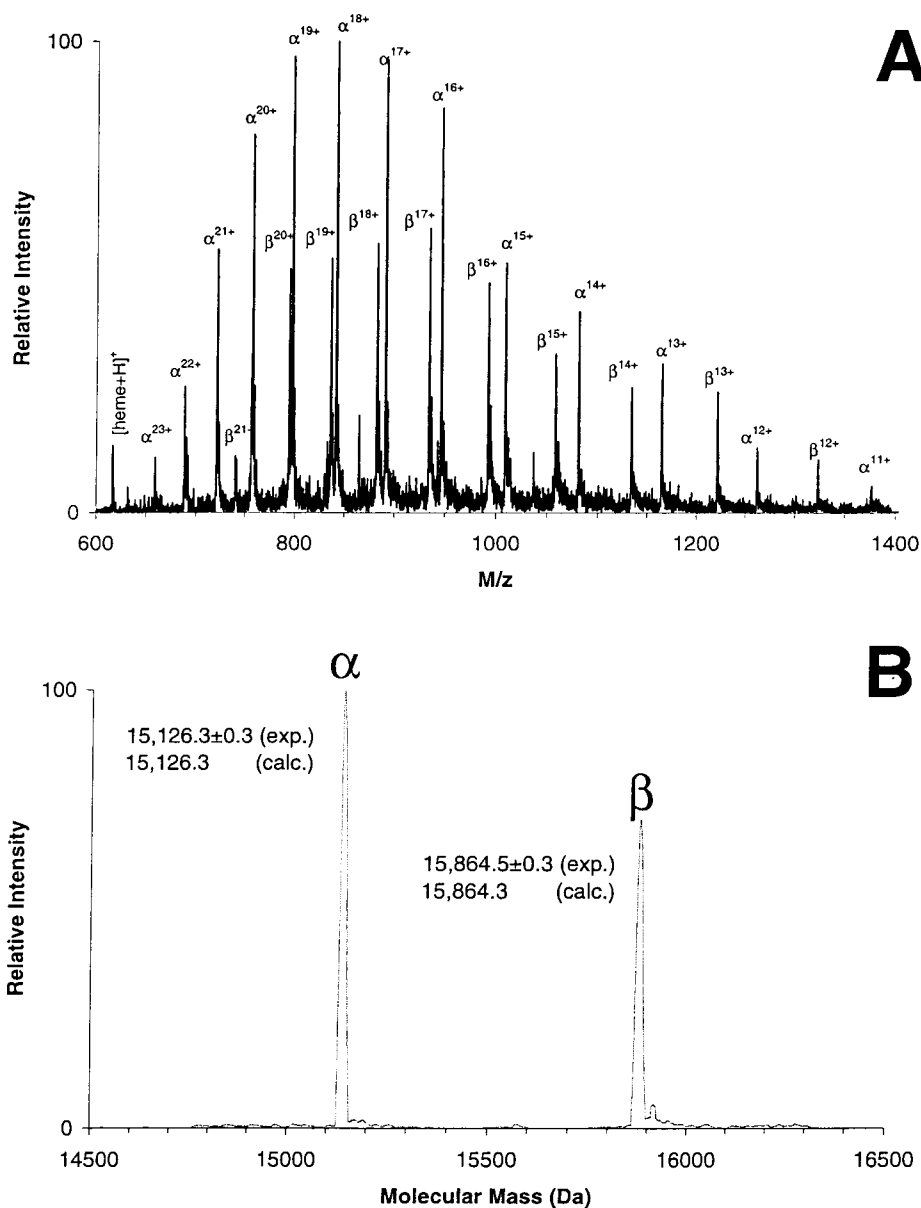 A
100
Relative Intensity
0
[heme+H]⁺
α²³⁺
α²²⁺
α²¹⁺
β²¹⁺
α²⁰⁺
β²⁰⁺
α¹⁹⁺
β¹⁹⁺
α¹⁸⁺
β¹⁸⁺
α¹⁷⁺
β¹⁷⁺
α¹⁶⁺
β¹⁶⁺
α¹⁵⁺
β¹⁵⁺
α¹⁴⁺
β¹⁴⁺
α¹³⁺
β¹³⁺
α¹²⁺
β¹²⁺
α¹¹⁺
600 800 1000 1200 1400
M/z
B
100
Relative Intensity
0
α
15,126.3±0.3 (exp.)
15,126.3 (calc.)
β
15,864.5±0.3 (exp.)
15,864.3 (calc.)
14500 15000 15500 16000 16500
Molecular Mass (Da)